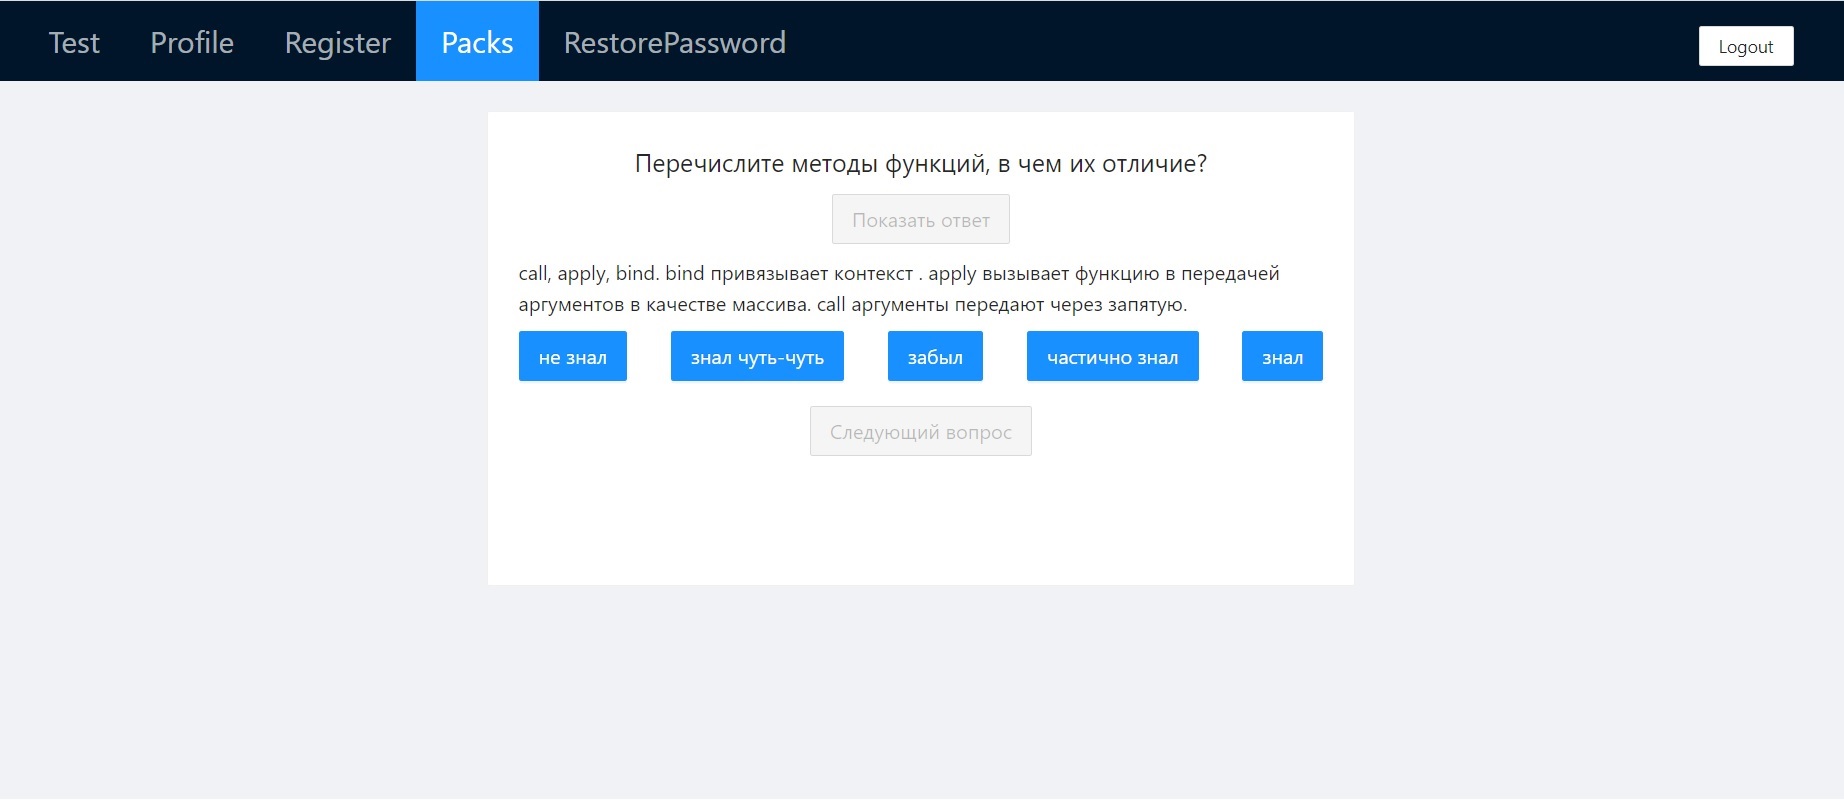 Test Profile Register Packs RestorePassword Logout
Перечислите методы функций, в чем их отличие?
Показать ответ
call, apply, bind. bind привязывает контекст . apply вызывает функцию в передачей
аргументов в качестве массива. call аргументы передают через запятую.
не знал знал чуть-чуть забыл частично знал знал
Следующий вопрос